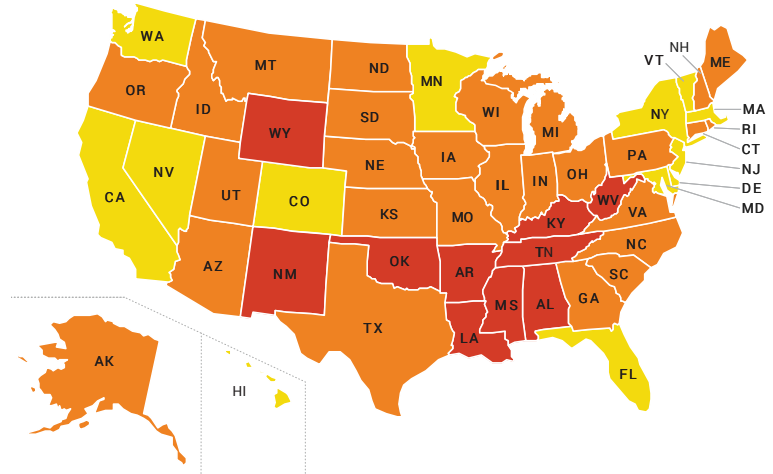 WA
OR
CA
NV
ID
MT
WY
UT
AZ
CO
NM
ND
SD
NE
KS
OK
TX
MN
IA
MO
AR
LA
WI
IL
MI
IN
OH
KY
TN
MS
AL
GA
FL
SC
NC
VA
WV
PA
NY
VT
NH
ME
MA
RI
CT
NJ
DE
MD
AK
HI